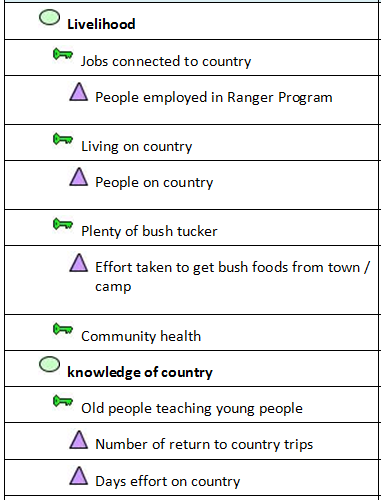 Livelihood
Jobs connected to country
People employed in Ranger Program
Living on country
People on country
Plenty of bush tucker
Effort taken to get bush foods from town /
camp
Community health
knowledge of country
Old people teaching young people
Number of return to country trips
Days effort on country